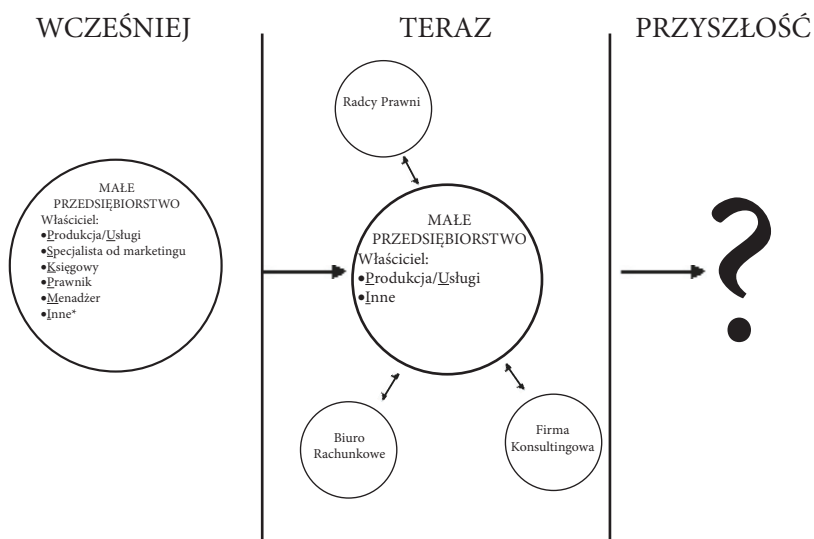 WCZEŚNIEJ
TERAZ
PRZYSZŁOŚĆ
MAŁE
PRZEDSIĘBIORSTWO
Właściciel:
•Produkcja/Usługi
•Specjalista od marketingu
•Księgowy
•Prawnik
•Menadżer
•Inne*
Radcy Prawni
MAŁE
PRZEDSIĘBIORSTWO
Właściciel:
•Produkcja/Usługi
•Inne
Biuro
Rachunkowe
Firma
Konsultingowa
?